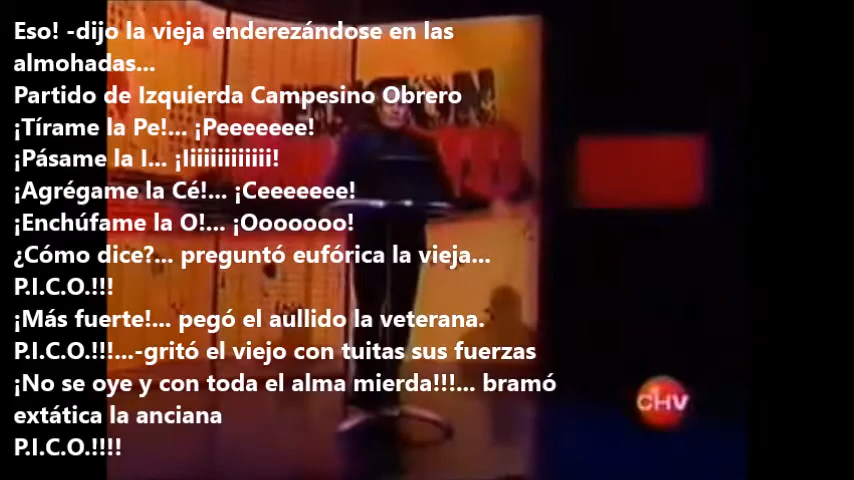 Eso! -dijo la vieja enderezándose en las
almohadas...
Partido de Izquierda Campesino Obrero
¡Tírame la Pe!... ¡Peeeeeee!
¡Pásame la I... ¡Iiiiiiiiiiiii!
¡Agrégame la Cé!... ¡Ceeeeeee!
¡Enchúfame la O!... ¡Ooooooo!
¿Cómo dice?... preguntó eufórica la vieja...
P.I.C.O.!!!
¡Más fuerte!... pegó el aullido la veterana.
P.I.C.O.!!!...-gritó el viejo con tuitas sus fuerzas
¡No se oye y con toda el alma mierda!!!... bramó
extática la anciana
P.I.C.O.!!!!
CHV